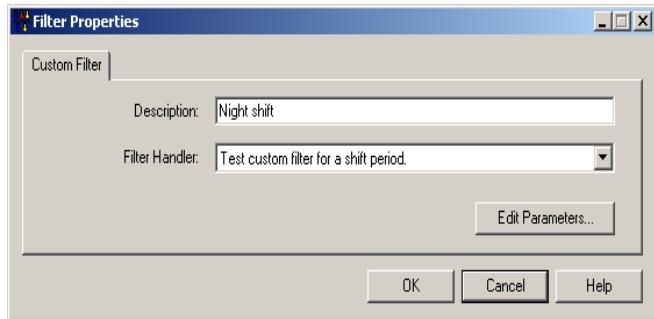 Filter Properties
Custom Filter
Description: Night shift
Filter Handler: Test custom filter for a shift period.
Edit Parameters...
OK Cancel Help